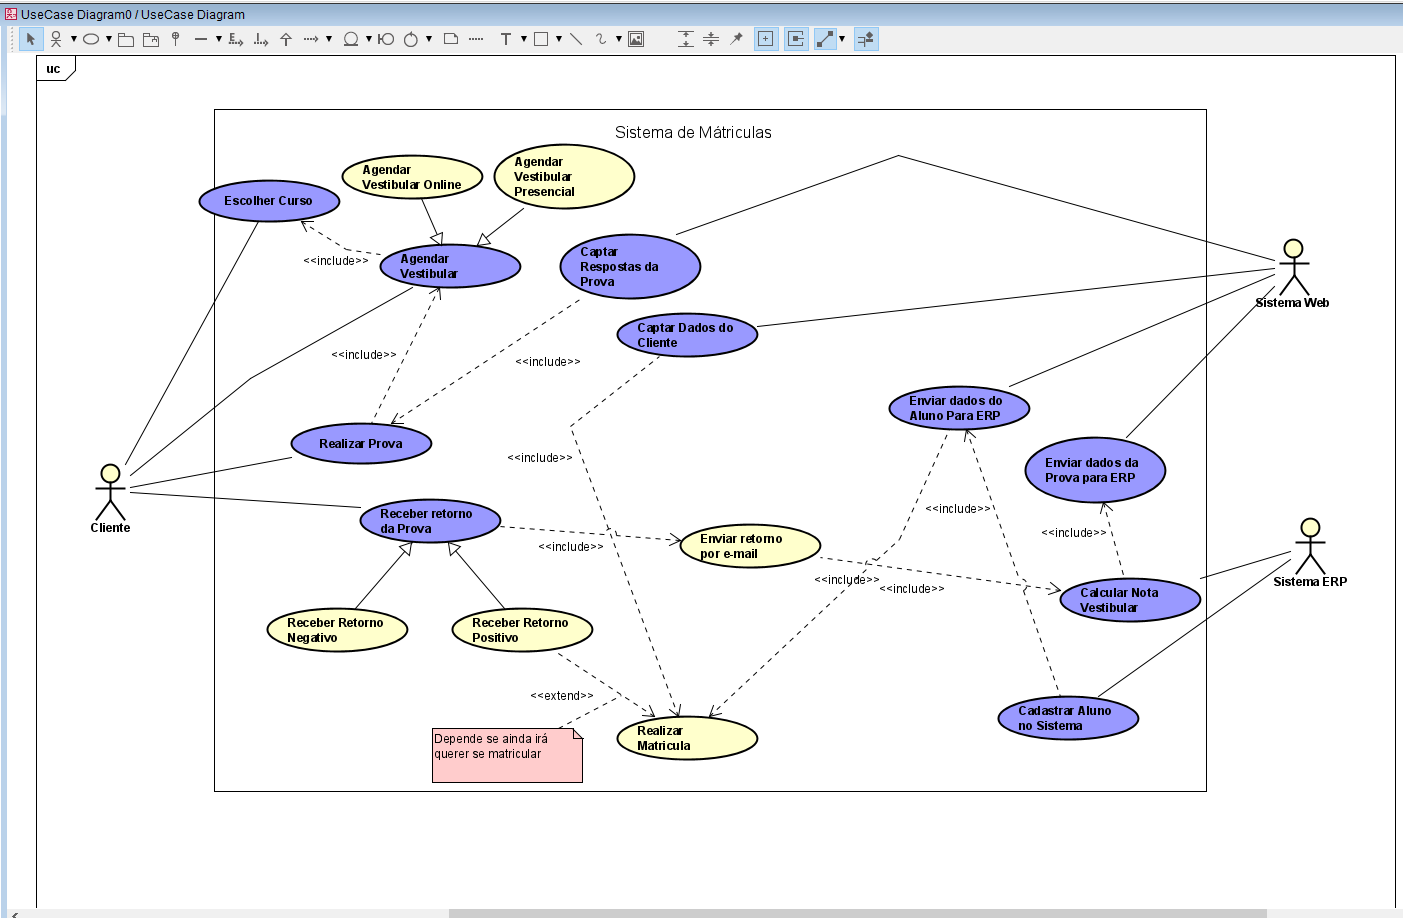 UseCase Diagram0 / UseCase Diagram
uc
Sistema de Mátriculas
Agendar
Vestibular Online
Agendar
Vestibular
Presencial
Escolher Curso
<<include>>
Agendar
Vestibular
Captar
Respostas da
Prova
Sistema Web
Captar Dados do
Cliente
<<include>>
<<include>>
Enviar dados do
Aluno Para ERP
Realizar Prova
<<include>>
Enviar dados da
Prova para ERP
Cliente
Receber retorno
da Prova
<<include>>
<<include>>
<<include>>
Enviar retorno
por e-mail
<<include>>
<<include>>
Sistema ERP
Calcular Nota
Vestibular
Receber Retorno
Negativo
Receber Retorno
Positivo
<<extend>>
Cadastrar Aluno
no Sistema
Realizar
Matricula
Depende se ainda irá
querer se matricular